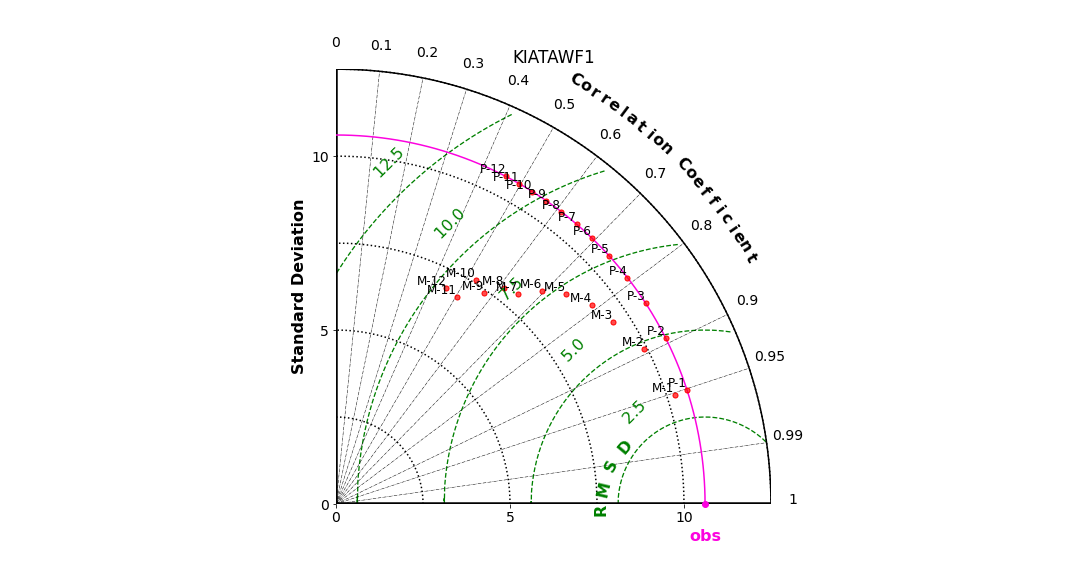 KIATAWF1
0
0.1
0.2
0.3
0.4
0.5
0.6
0.7
0.8
0.9
0.95
0.99
1
Correlation Coefficient
Standard Deviation
10
5
0
0
5
10
obs
12.5
10.0
7.5
5.0
2.5
RMSD
P-12
P-11
P-10
P-9
P-8
P-7
P-6
P-5
P-4
P-3
P-2
P-1
M-12
M-11
M-10
M-9
M-8
M-7
M-6
M-5
M-4
M-3
M-2
M-1